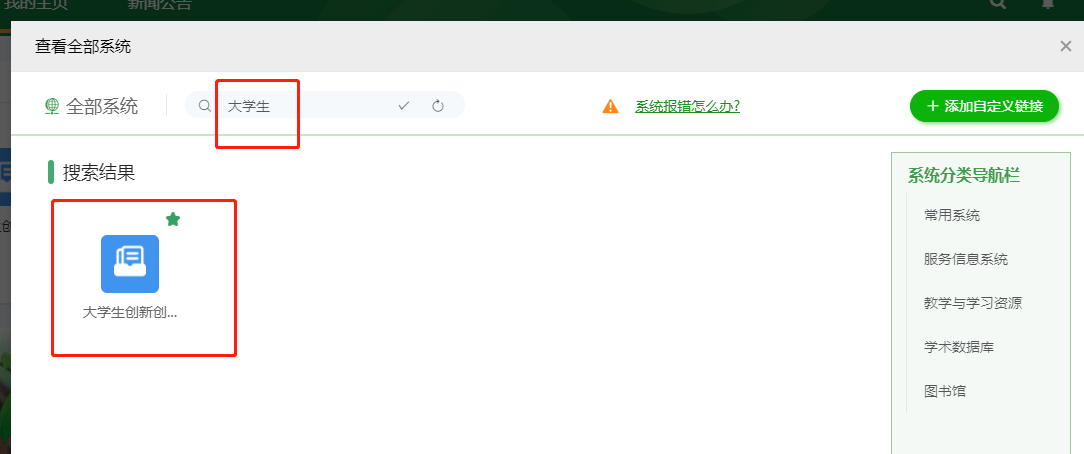 我的主页 新闻公告
查看全部系统
全部系统 大学生 系统报错怎么办? 添加自定义链接
搜索结果
大学生创新创...
系统分类导航栏
常用系统
服务信息系统
教学与学习资源
学术数据库
图书馆
创